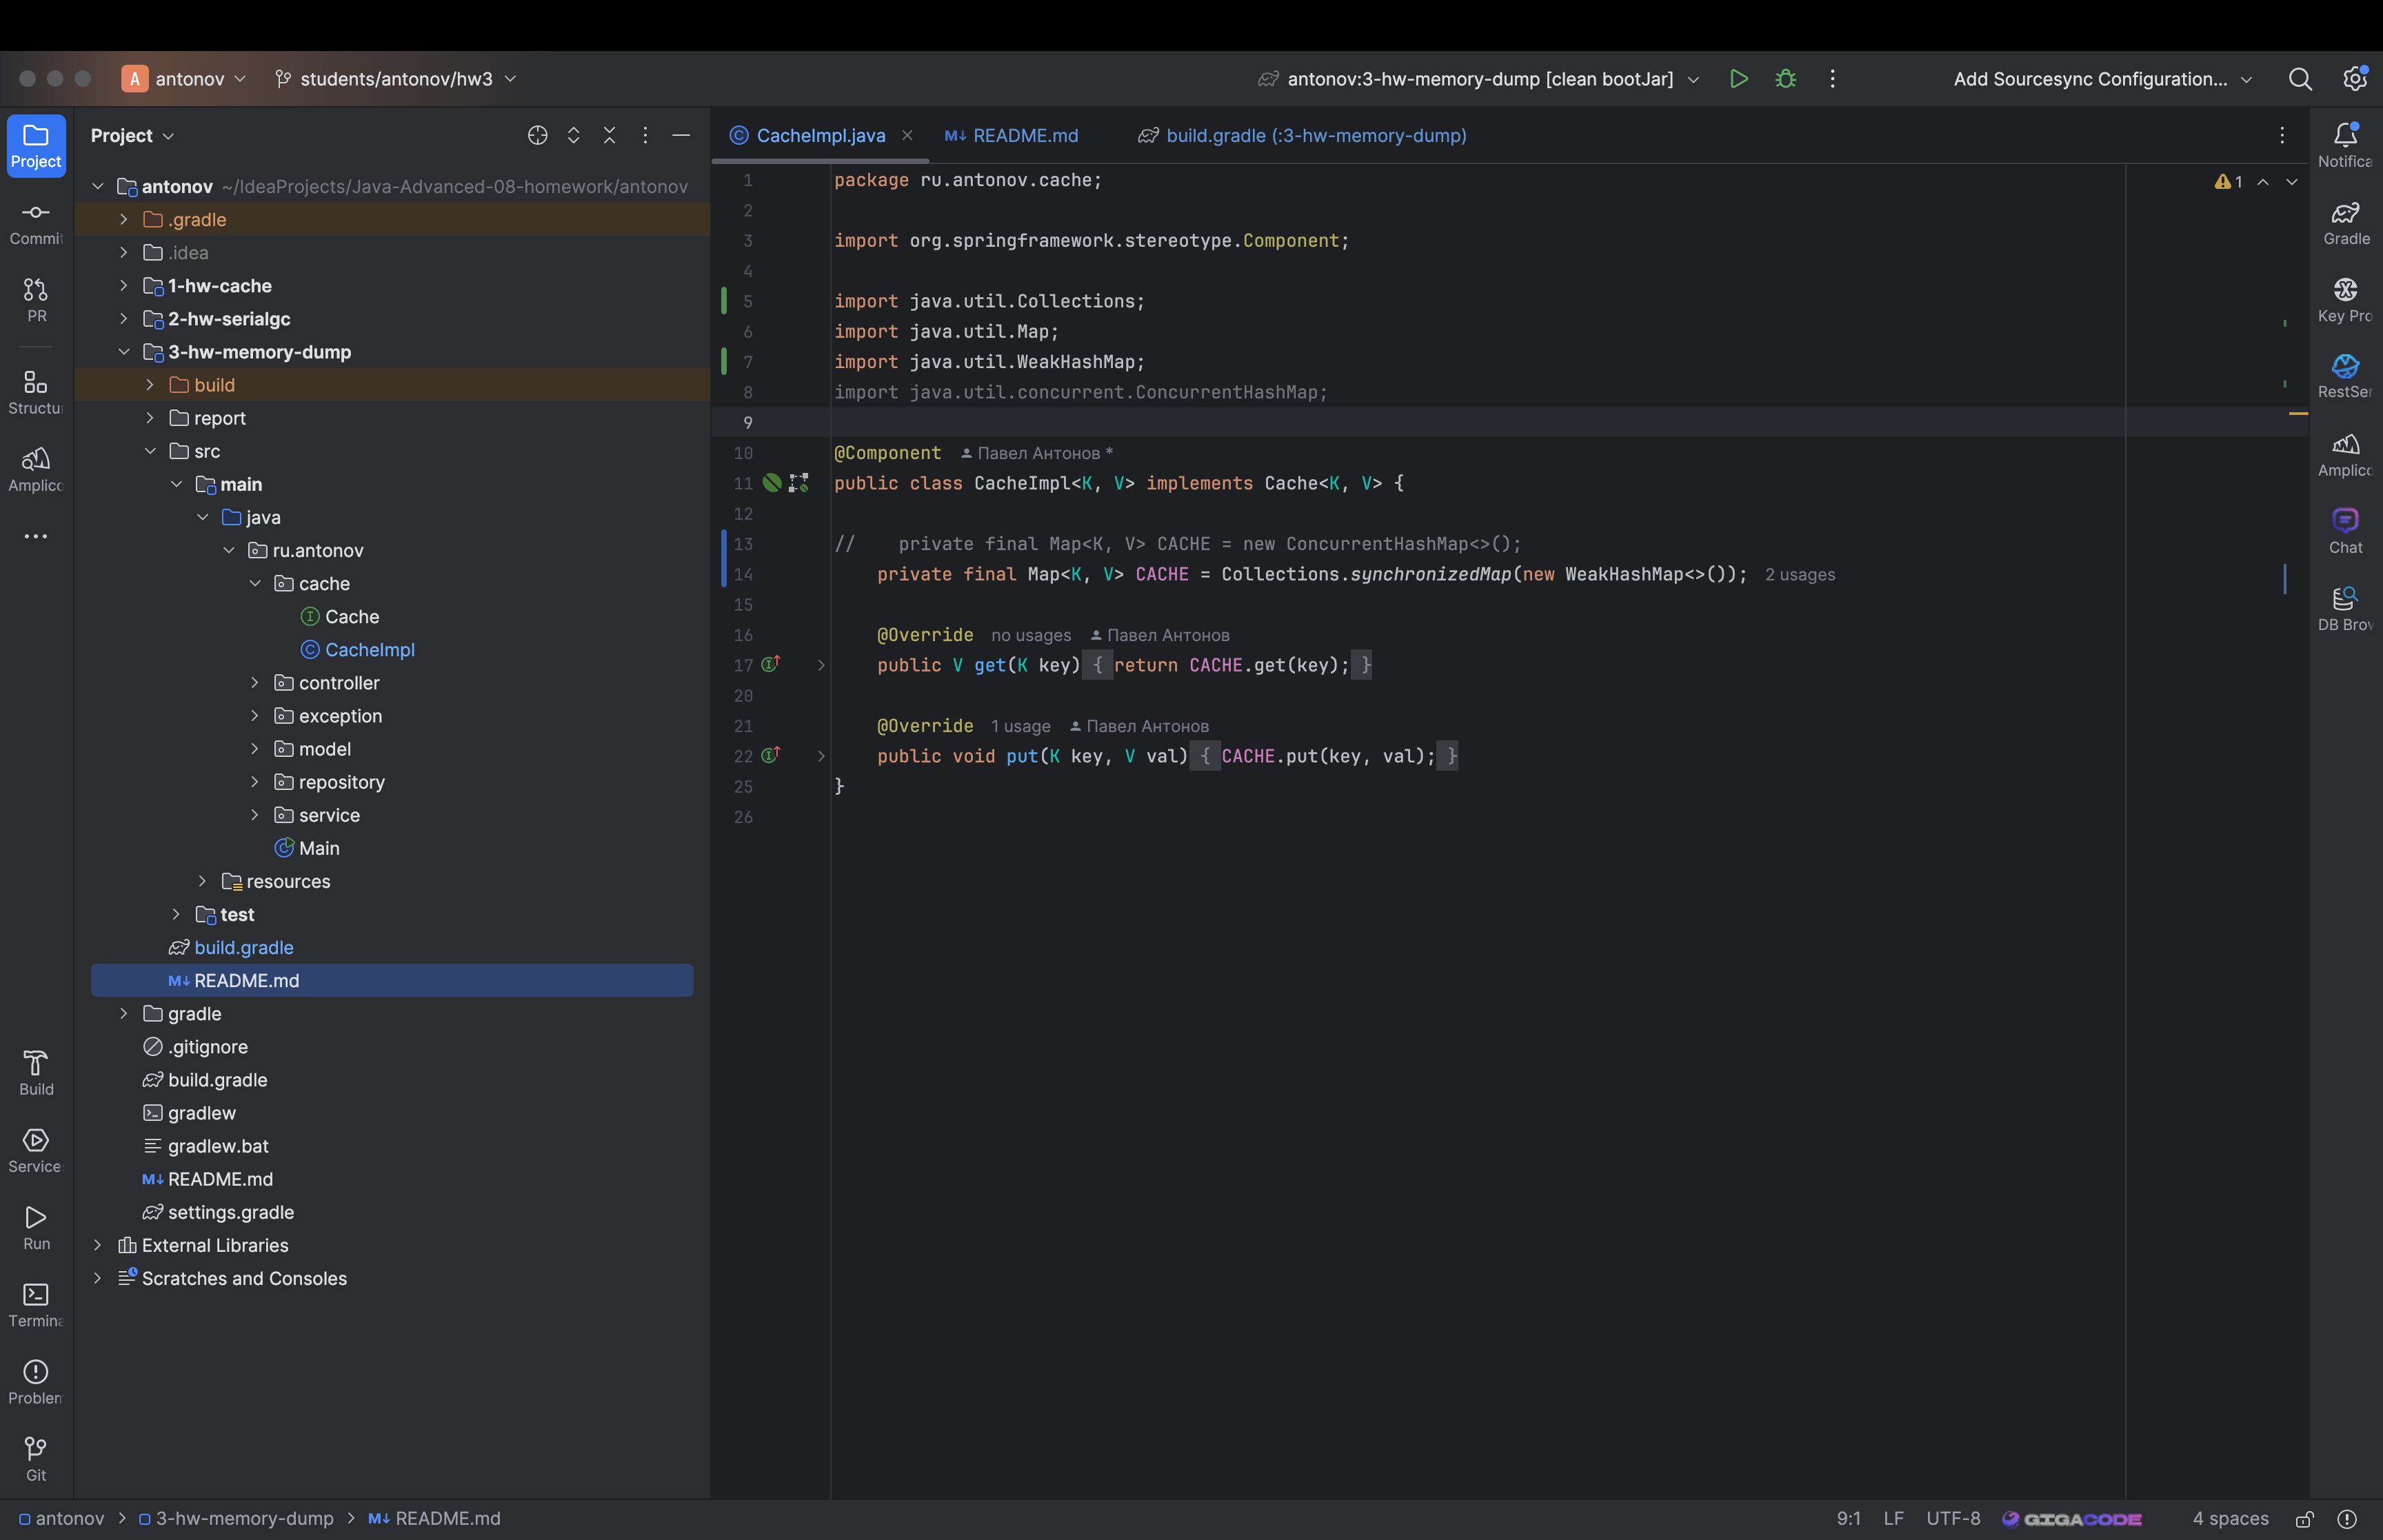 A antonov
students/antonov/hw3
antonov:3-hw-memory-dump [clean bootJar]
Add Sourcesync Configuration...
Project
Commit
PR
Structu
Amplico
Build
Service
Run
Termina
Problem
Git
Project
antonov ~/IdeaProjects/Java-Advanced-08-homework/antonov
.gradle
.idea
1-hw-cache
2-hw-serialgc
3-hw-memory-dump
build
report
src
main
java
ru.antonov
cache
Cache
CacheImpl
controller
exception
model
repository
service
Main
resources
test
build.gradle
README.md
gradle
.gitignore
build.gradle
gradlew
gradlew.bat
README.md
settings.gradle
External Libraries
Scratches and Consoles
CacheImpl.java
README.md
build.gradle (:3-hw-memory-dump)
1 package ru.antonov.cache;
2
3 import org.springframework.stereotype.Component;
4
5 import java.util.Collections;
6 import java.util.Map;
7 import java.util.WeakHashMap;
8 import java.util.concurrent.ConcurrentHashMap;
9
10 @Component Павел Антонов *
11 public class CacheImpl<K, V> implements Cache<K, V> {
12
13 //    private final Map<K, V> CACHE = new ConcurrentHashMap<>();
14     private final Map<K, V> CACHE = Collections.synchronizedMap(new WeakHashMap<>()); 2 usages
15
16     @Override no usages Павел Антонов
17     public V get(K key) { return CACHE.get(key); }
20
21     @Override 1 usage Павел Антонов
22     public void put(K key, V val) { CACHE.put(key, val); }
25 }
26
1
Notifica
Gradle
Key Pro
RestSer
Amplico
Chat
DB Brow
antonov > 3-hw-memory-dump > README.md
9:1 LF UTF-8 GIGACODE 4 spaces